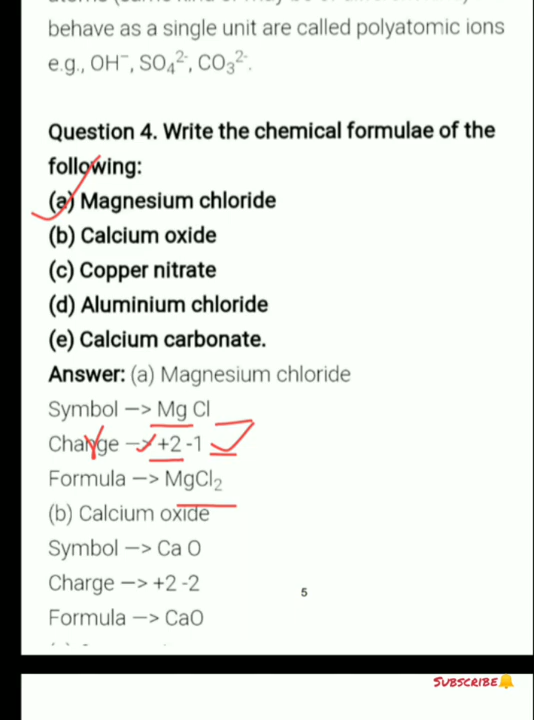 behave as a single unit are called polyatomic ions
e.g., OH⁻, SO₄²⁻, CO₃²⁻.
Question 4. Write the chemical formulae of the
following:
(a) Magnesium chloride
(b) Calcium oxide
(c) Copper nitrate
(d) Aluminium chloride
(e) Calcium carbonate.
Answer: (a) Magnesium chloride
Symbol —> Mg Cl
Change —> +2 -1
Formula —> MgCl₂
(b) Calcium oxide
Symbol —> Ca O
Charge —> +2 -2
Formula —> CaO
5
SUBSCRIBE